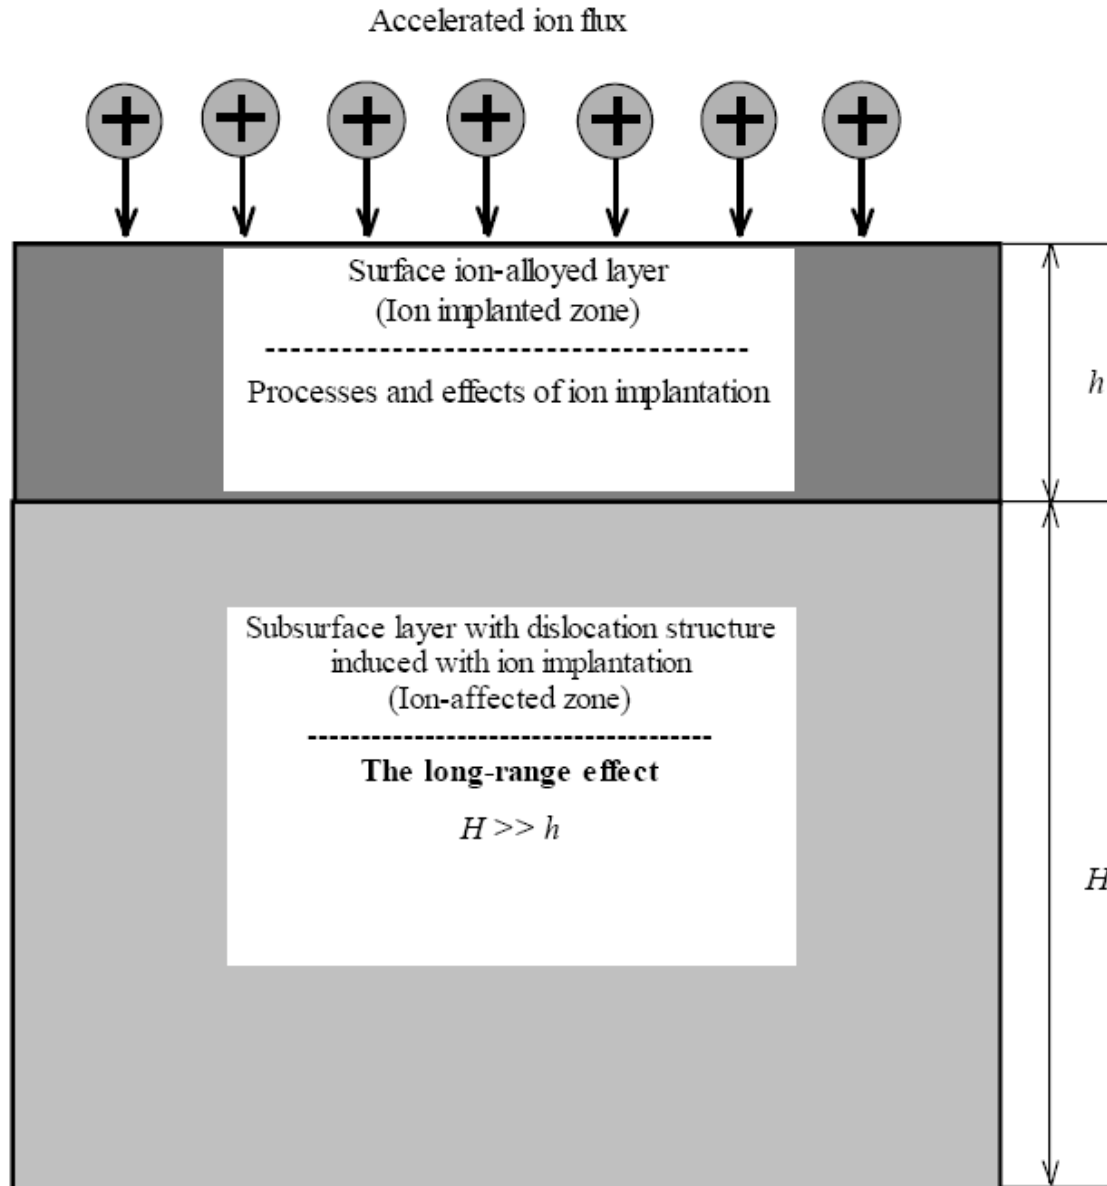 Accelerated ion flux
+ + + + + + +
Surface ion-alloyed layer
(Ion implanted zone)
--------------------------------------
Processes and effects of ion implantation
h
Subsurface layer with dislocation structure
induced with ion implantation
(Ion-affected zone)
--------------------------------------
The long-range effect
H >> h
H